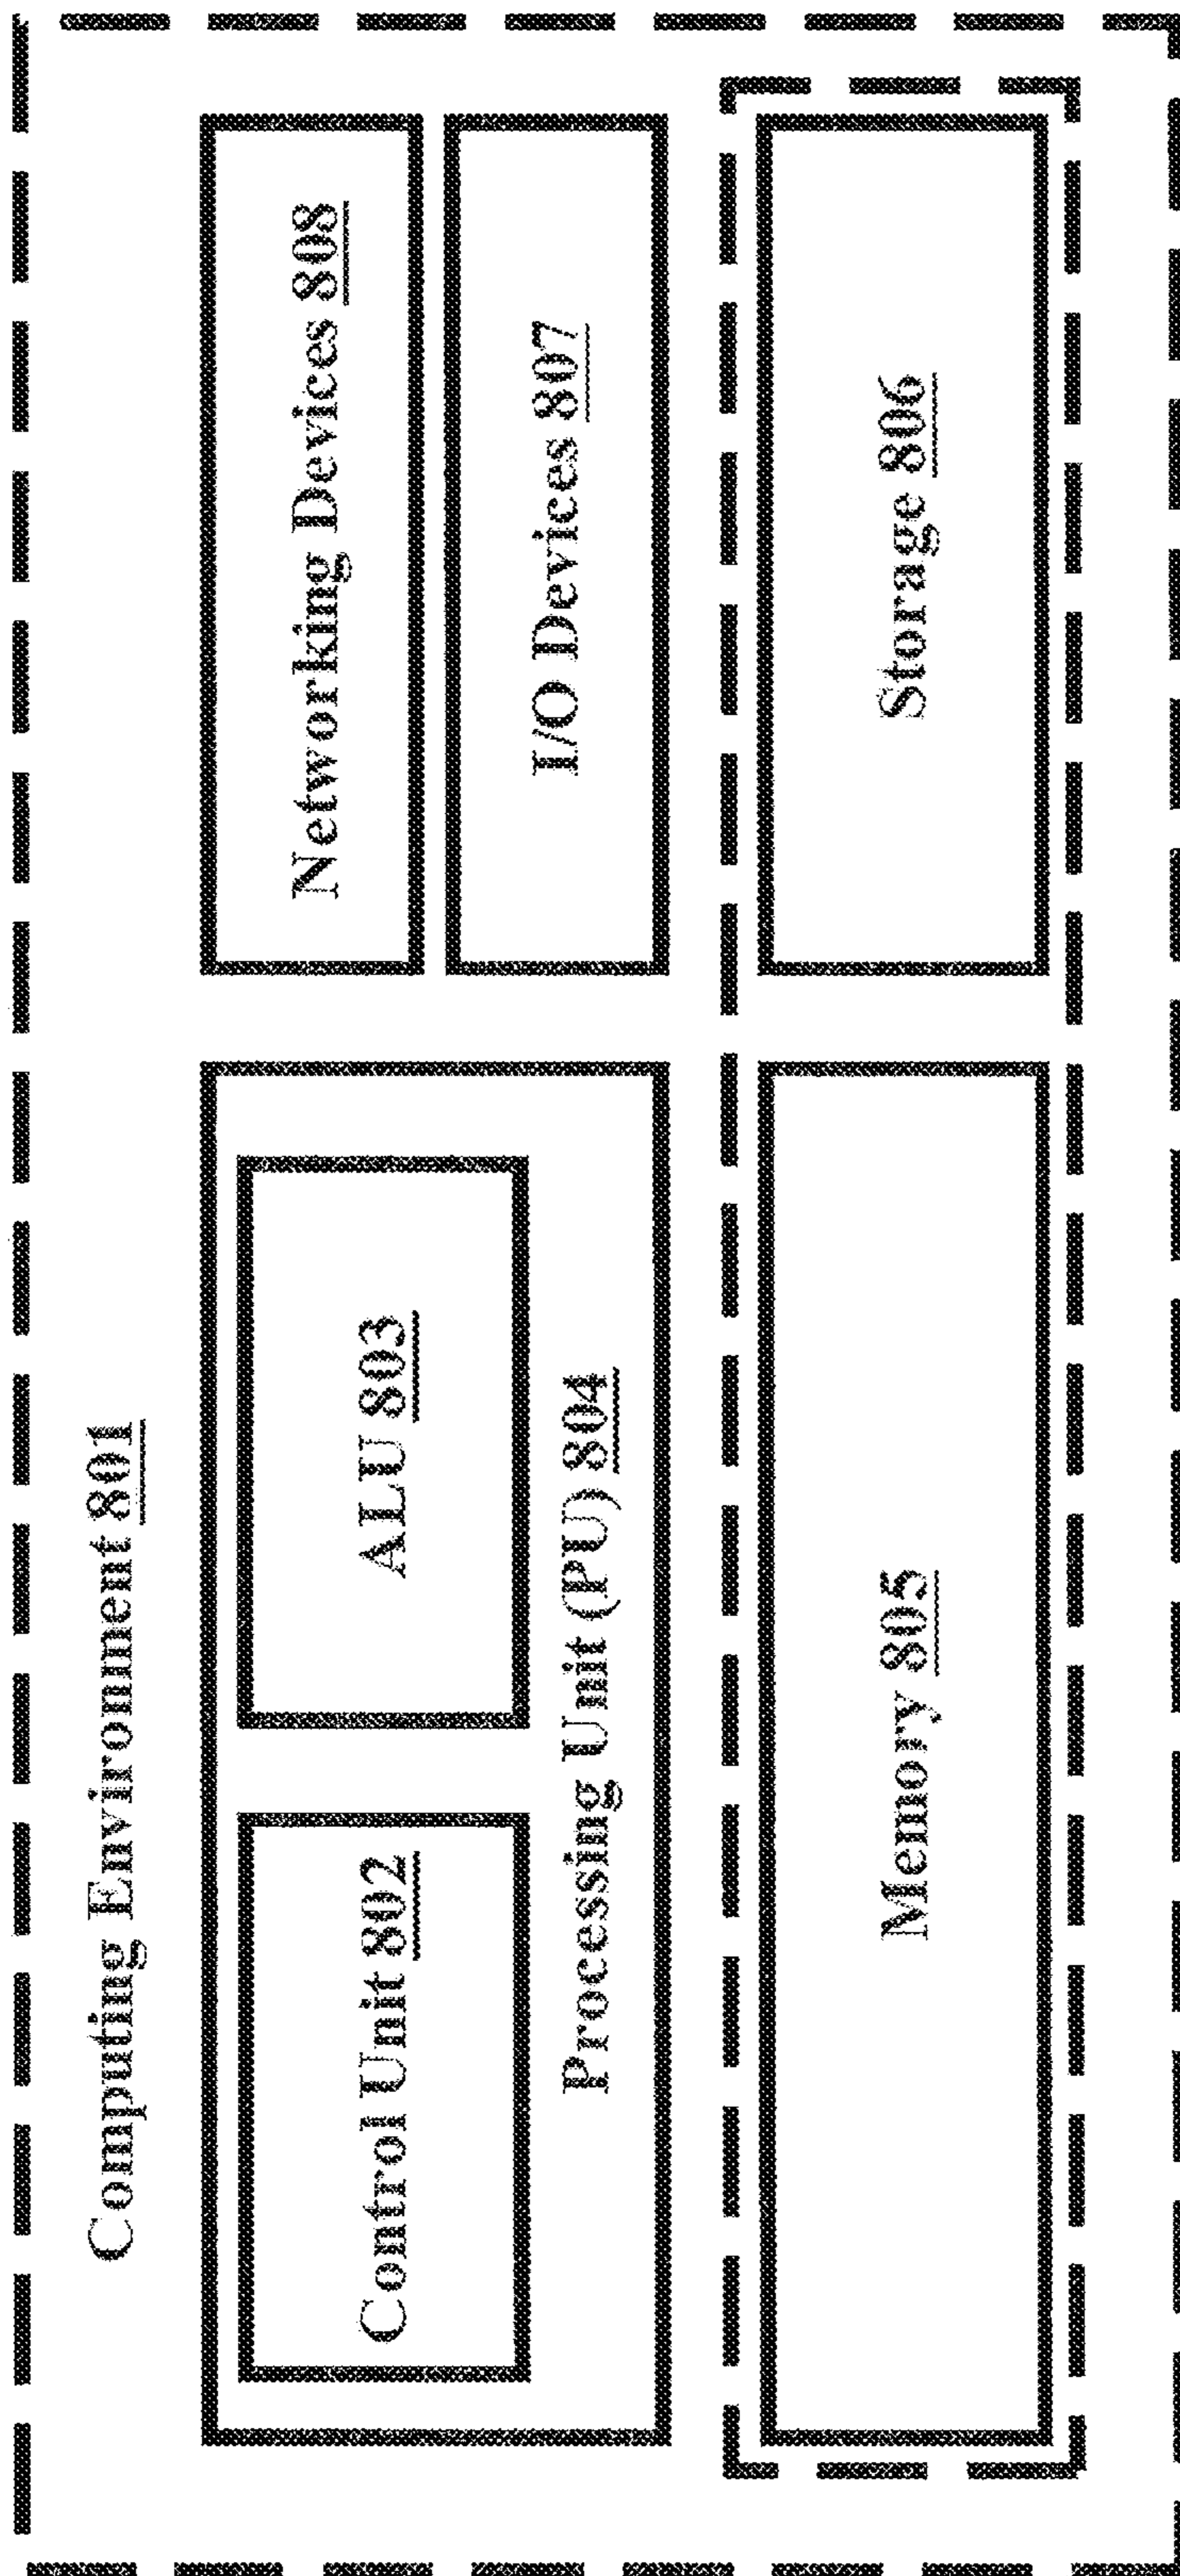 Computing Environment 801
Control Unit 802
ALU 803
Processing Unit (PU) 804
Networking Devices 808
I/O Devices 807
Memory 805
Storage 806